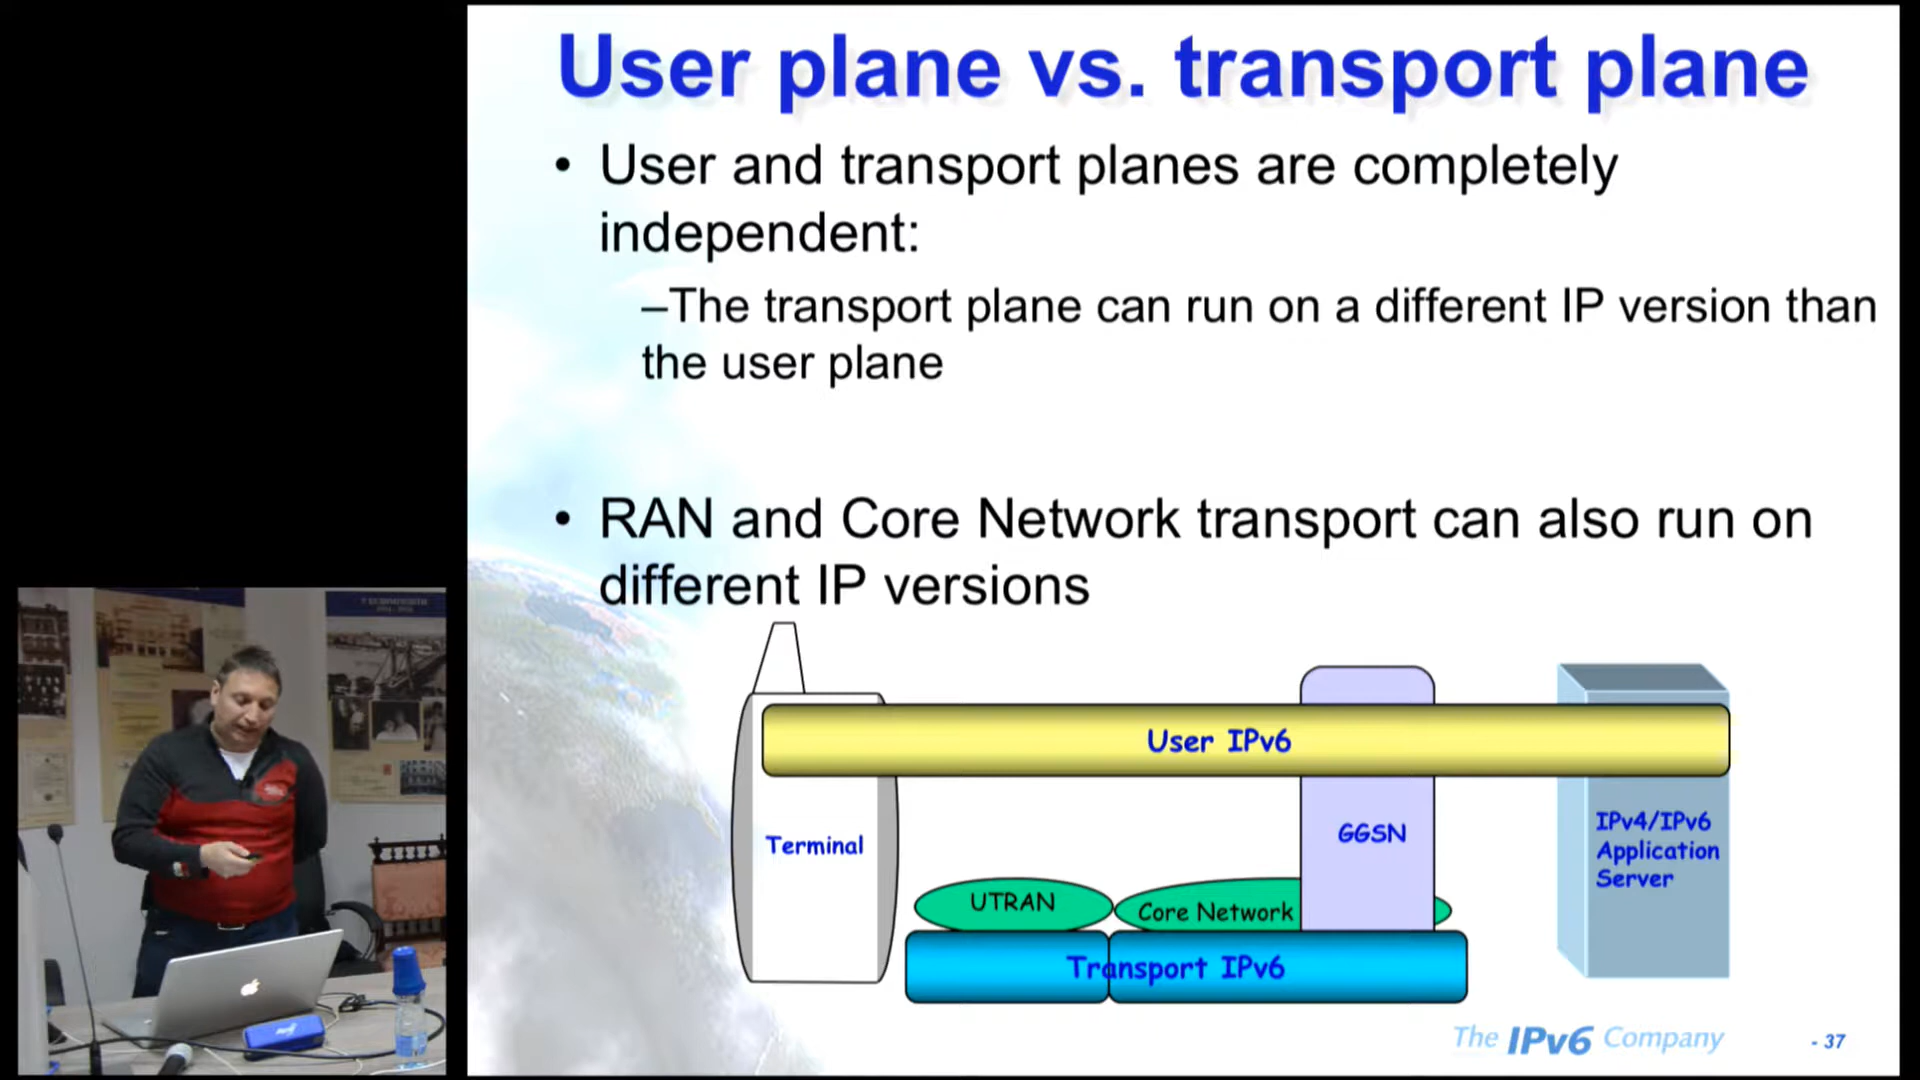 User plane vs. transport plane
• User and transport planes are completely
independent:
–The transport plane can run on a different IP version than
the user plane
• RAN and Core Network transport can also run on
different IP versions
User IPv6
Terminal
GGSN
IPv4/IPv6
Application
Server
UTRAN
Core Network
Transport IPv6
The IPv6 Company
- 37